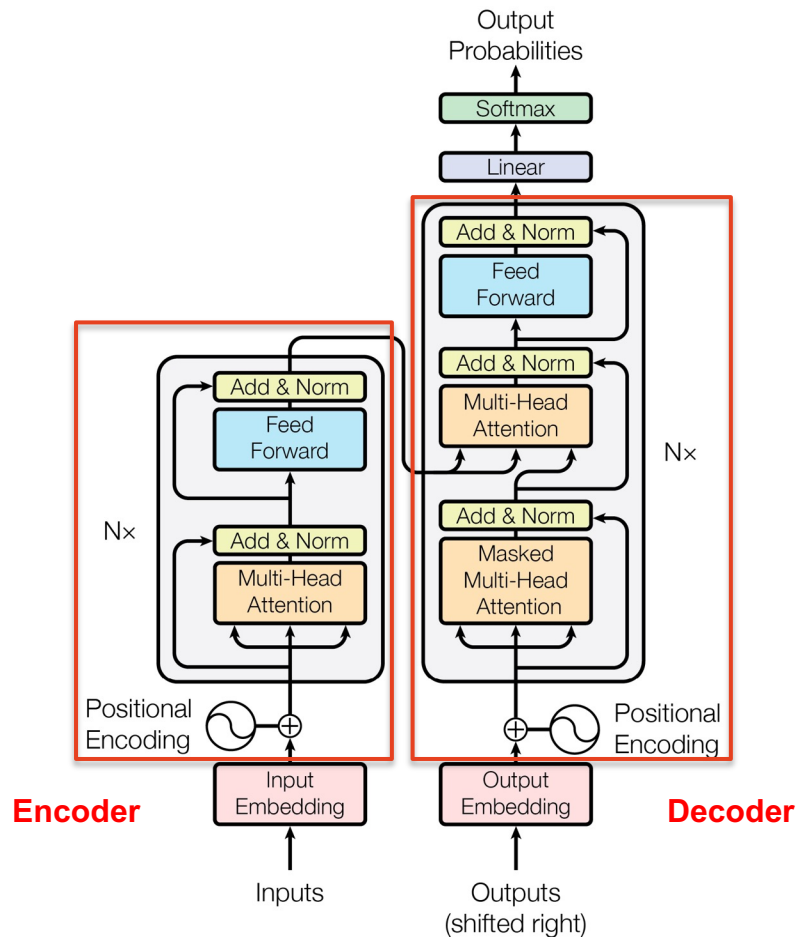 Output
Probabilities
Softmax
Linear
Add & Norm
Feed
Forward
Add & Norm
Multi-Head
Attention
Nx
Add & Norm
Masked
Multi-Head
Attention
Positional
Encoding
Output
Embedding
Decoder
Outputs
(shifted right)
Add & Norm
Feed
Forward
Nx
Add & Norm
Multi-Head
Attention
Positional
Encoding
Input
Embedding
Encoder
Inputs